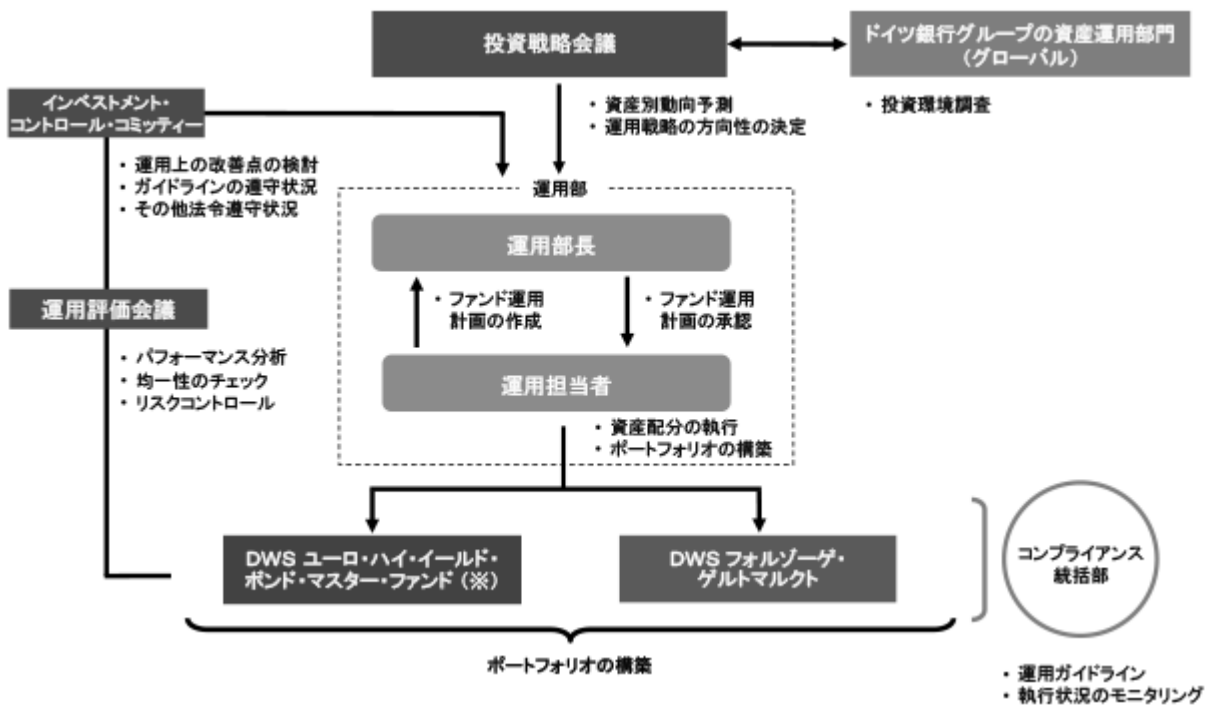 投資戦略会議
ドイツ銀行グループの資産運用部門
（グローバル）
・ 投資環境調査
・ 資産別動向予測
・ 運用戦略の方向性の決定
インベストメント・
コントロール・コミッティー
・ 運用上の改善点の検討
・ ガイドラインの遵守状況
・ その他法令遵守状況
運用部
運用部長
・ ファンド運用
計画の作成
・ ファンド運用
計画の承認
運用評価会議
・ パフォーマンス分析
・ 均一性のチェック
・ リスクコントロール
運用担当者
・ 資産配分の執行
・ ポートフォリオの構築
DWS ユーロ・ハイ・イールド・
ボンド・マスター・ファンド（※）
DWS フォルゾーゲ・
ゲルトマルクト
コンプライアンス
統括部
ポートフォリオの構築
・ 運用ガイドライン
・ 執行状況のモニタリング